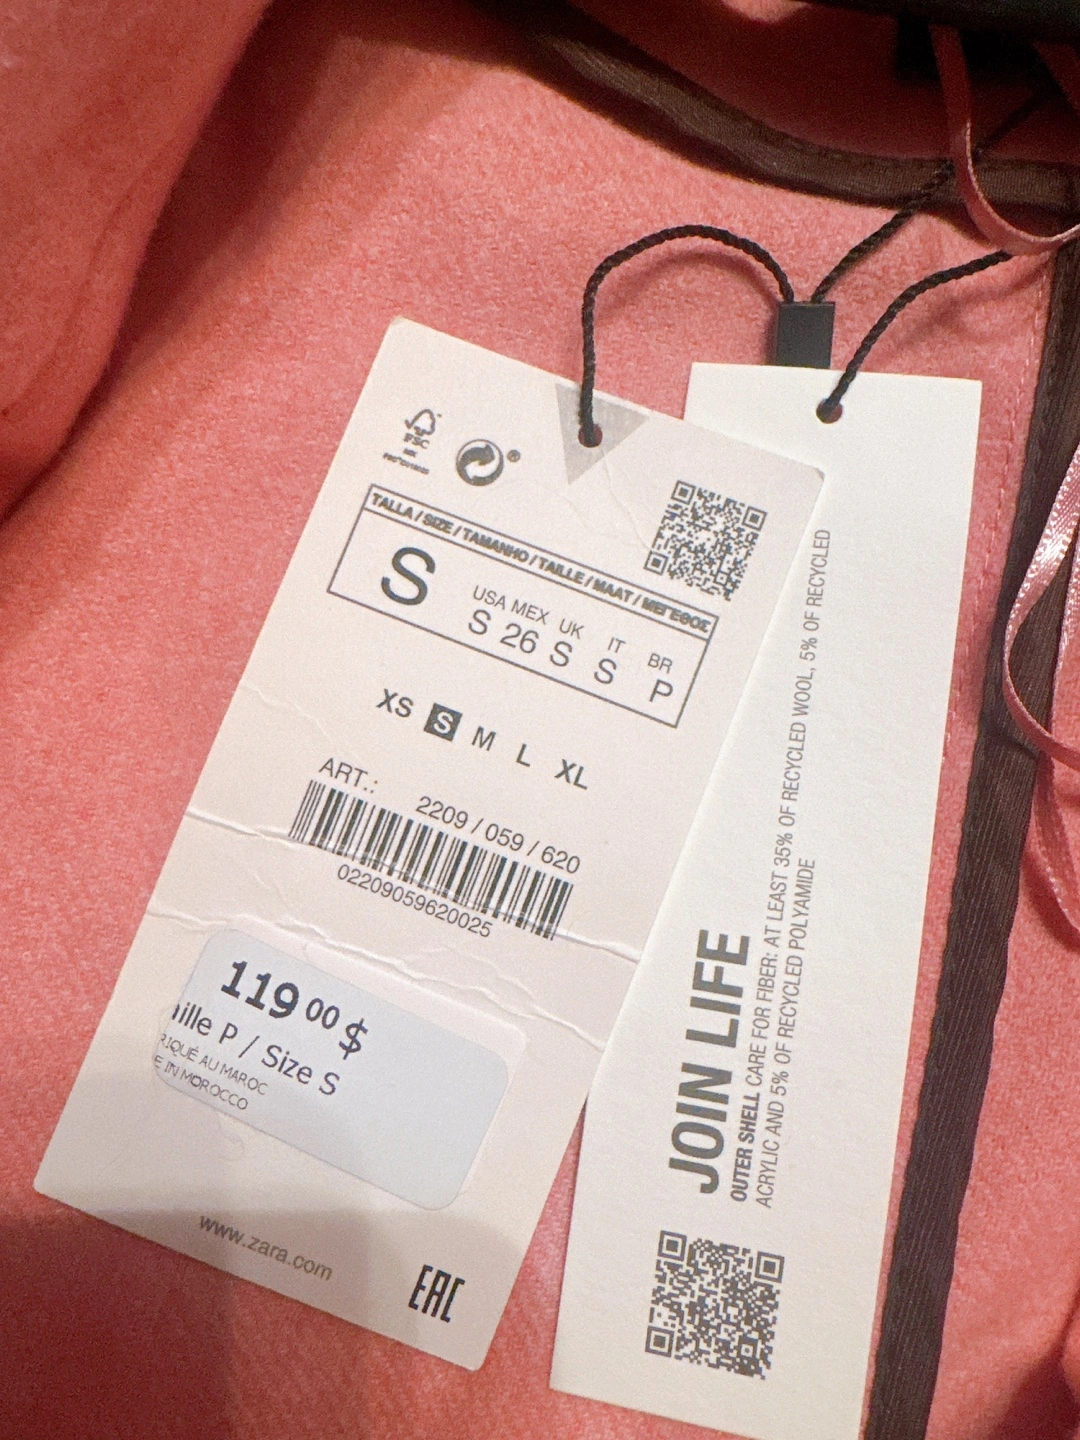 FSC
MIX
®
TALLA / SIZE / TAMANHO / TAILLE / MAAT / ΜΕΓΕΘΟΣ
S
USA MEX UK IT BR
S 26 S S P
XS S M L XL
ART.:
2209 / 059 / 620
02209059620025
119 00 $
aille P / Size S
RIQUÉ AU MAROC
E IN MOROCCO
www.zara.com
EAC
JOIN LIFE
OUTER SHELL CARE FOR FIBER: AT LEAST 35% OF RECYCLED WOOL, 5% OF RECYCLED
ACRYLIC AND 5% OF RECYCLED POLYAMIDE